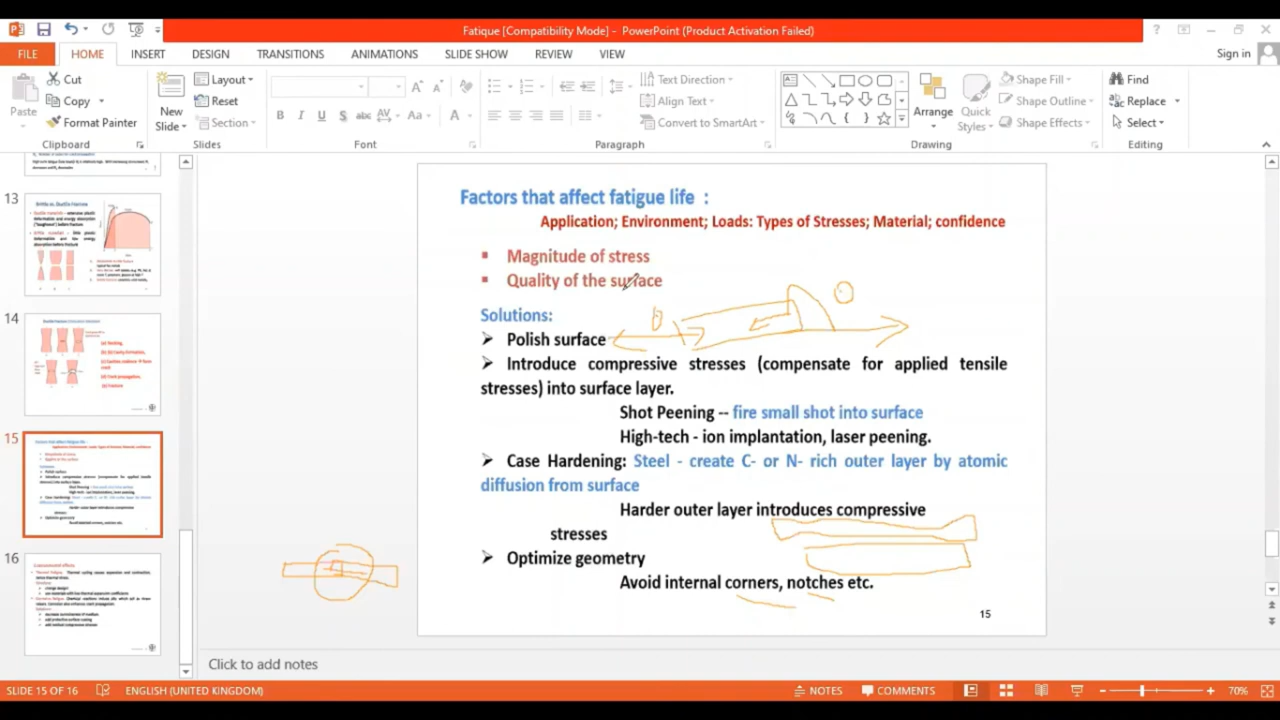 Fatique [Compatibility Mode] - PowerPoint (Product Activation Failed)
FILE HOME INSERT DESIGN TRANSITIONS ANIMATIONS SLIDE SHOW REVIEW VIEW Sign in
Paste Cut Copy Format Painter
Clipboard
New Slide Layout Reset Section
Slides
B I U S abc AV Aa A
Font
Text Direction Align Text Convert to SmartArt
Paragraph
Arrange Quick Styles Shape Fill Shape Outline Shape Effects
Drawing
Find Replace Select
Editing
13
14
15
16
Factors that affect fatigue life :
Application; Environment; Loads: Types of Stresses; Material; confidence
▪ Magnitude of stress
▪ Quality of the surface
Solutions:
➢ Polish surface
➢ Introduce compressive stresses (compensate for applied tensile
stresses) into surface layer.
Shot Peening -- fire small shot into surface
High-tech - ion implantation, laser peening.
➢ Case Hardening: Steel - create C- or N- rich outer layer by atomic
diffusion from surface
Harder outer layer introduces compressive
stresses
➢ Optimize geometry
Avoid internal coners, notches etc.
15
Click to add notes
SLIDE 15 OF 16 ENGLISH (UNITED KINGDOM) NOTES COMMENTS 70%